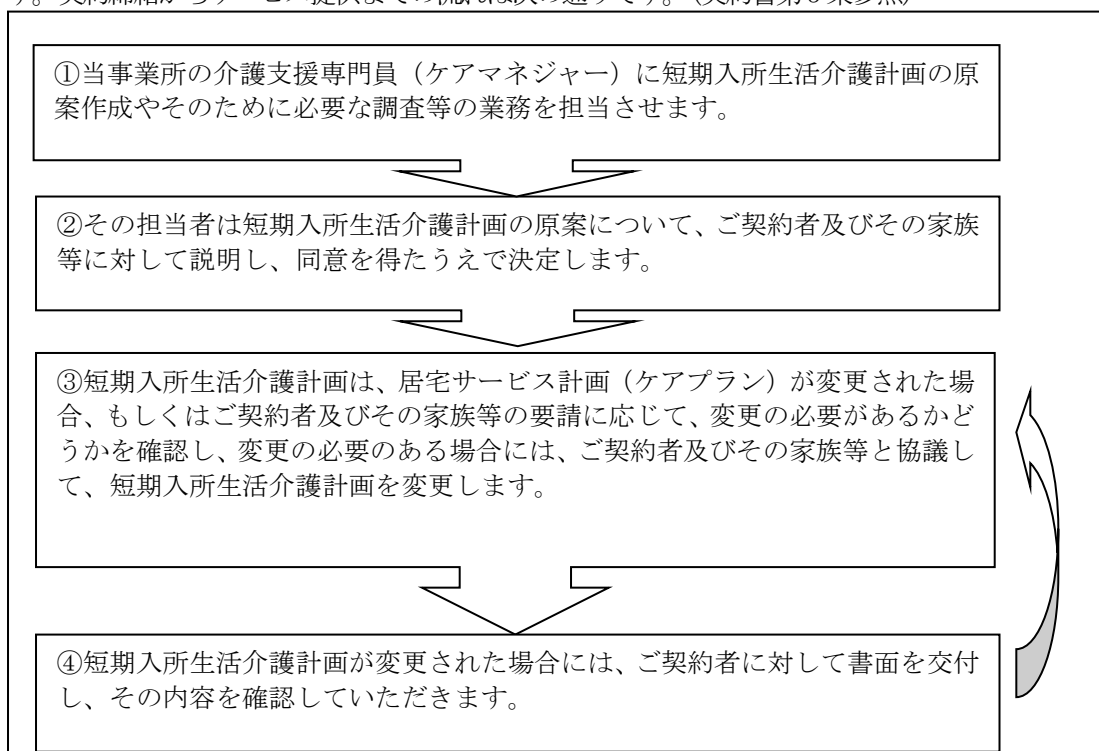 す。契約締結からサービス提供までの流れは次の通りです。（契約書第３条参照）
①当事業所の介護支援専門員（ケアマネジャー）に短期入所生活介護計画の原
案作成やそのために必要な調査等の業務を担当させます。
②その担当者は短期入所生活介護計画の原案について、ご契約者及びその家族
等に対して説明し、同意を得たうえで決定します。
③短期入所生活介護計画は、居宅サービス計画（ケアプラン）が変更された場
合、もしくはご契約者及びその家族等の要請に応じて、変更の必要があるかど
うかを確認し、変更の必要のある場合には、ご契約者及びその家族等と協議し
て、短期入所生活介護計画を変更します。
④短期入所生活介護計画が変更された場合には、ご契約者に対して書面を交付
し、その内容を確認していただきます。